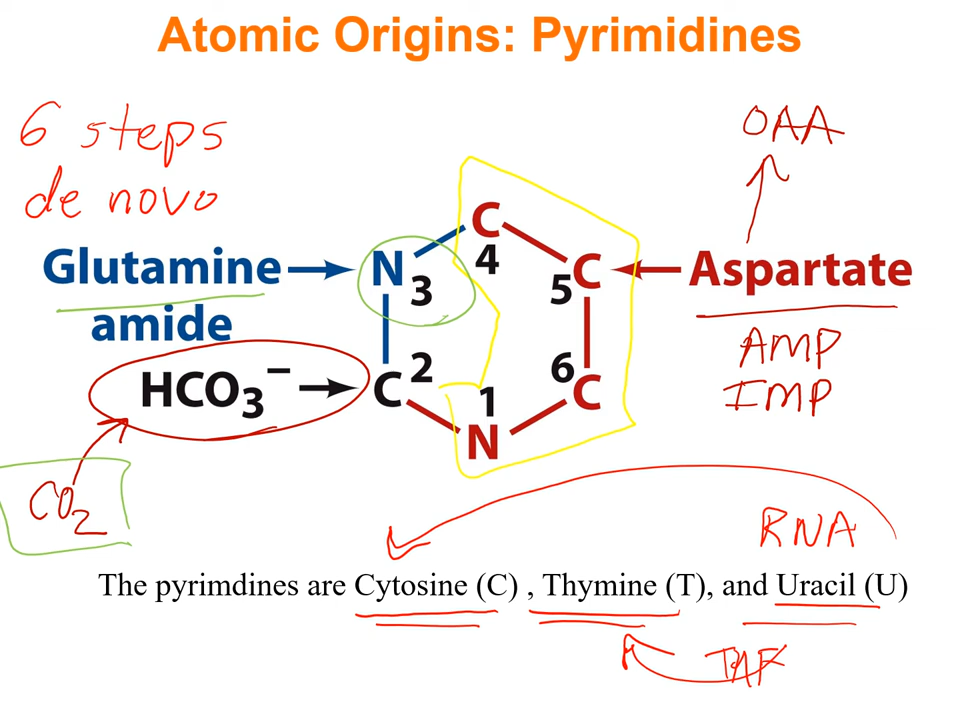 Atomic Origins: Pyrimidines
6 steps
de novo
OAA
Glutamine
amide
N
3
C
4
C
5
Aspartate
AMP
IMP
HCO3−
C
2
N
1
C
6
CO2
RNA
The pyrimdines are Cytosine (C) , Thymine (T), and Uracil (U)